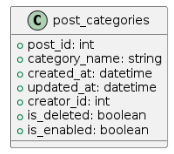 C post_categories
post_id: int
category_name: string
created_at: datetime
updated_at: datetime
creator_id: int
is_deleted: boolean
is_enabled: boolean